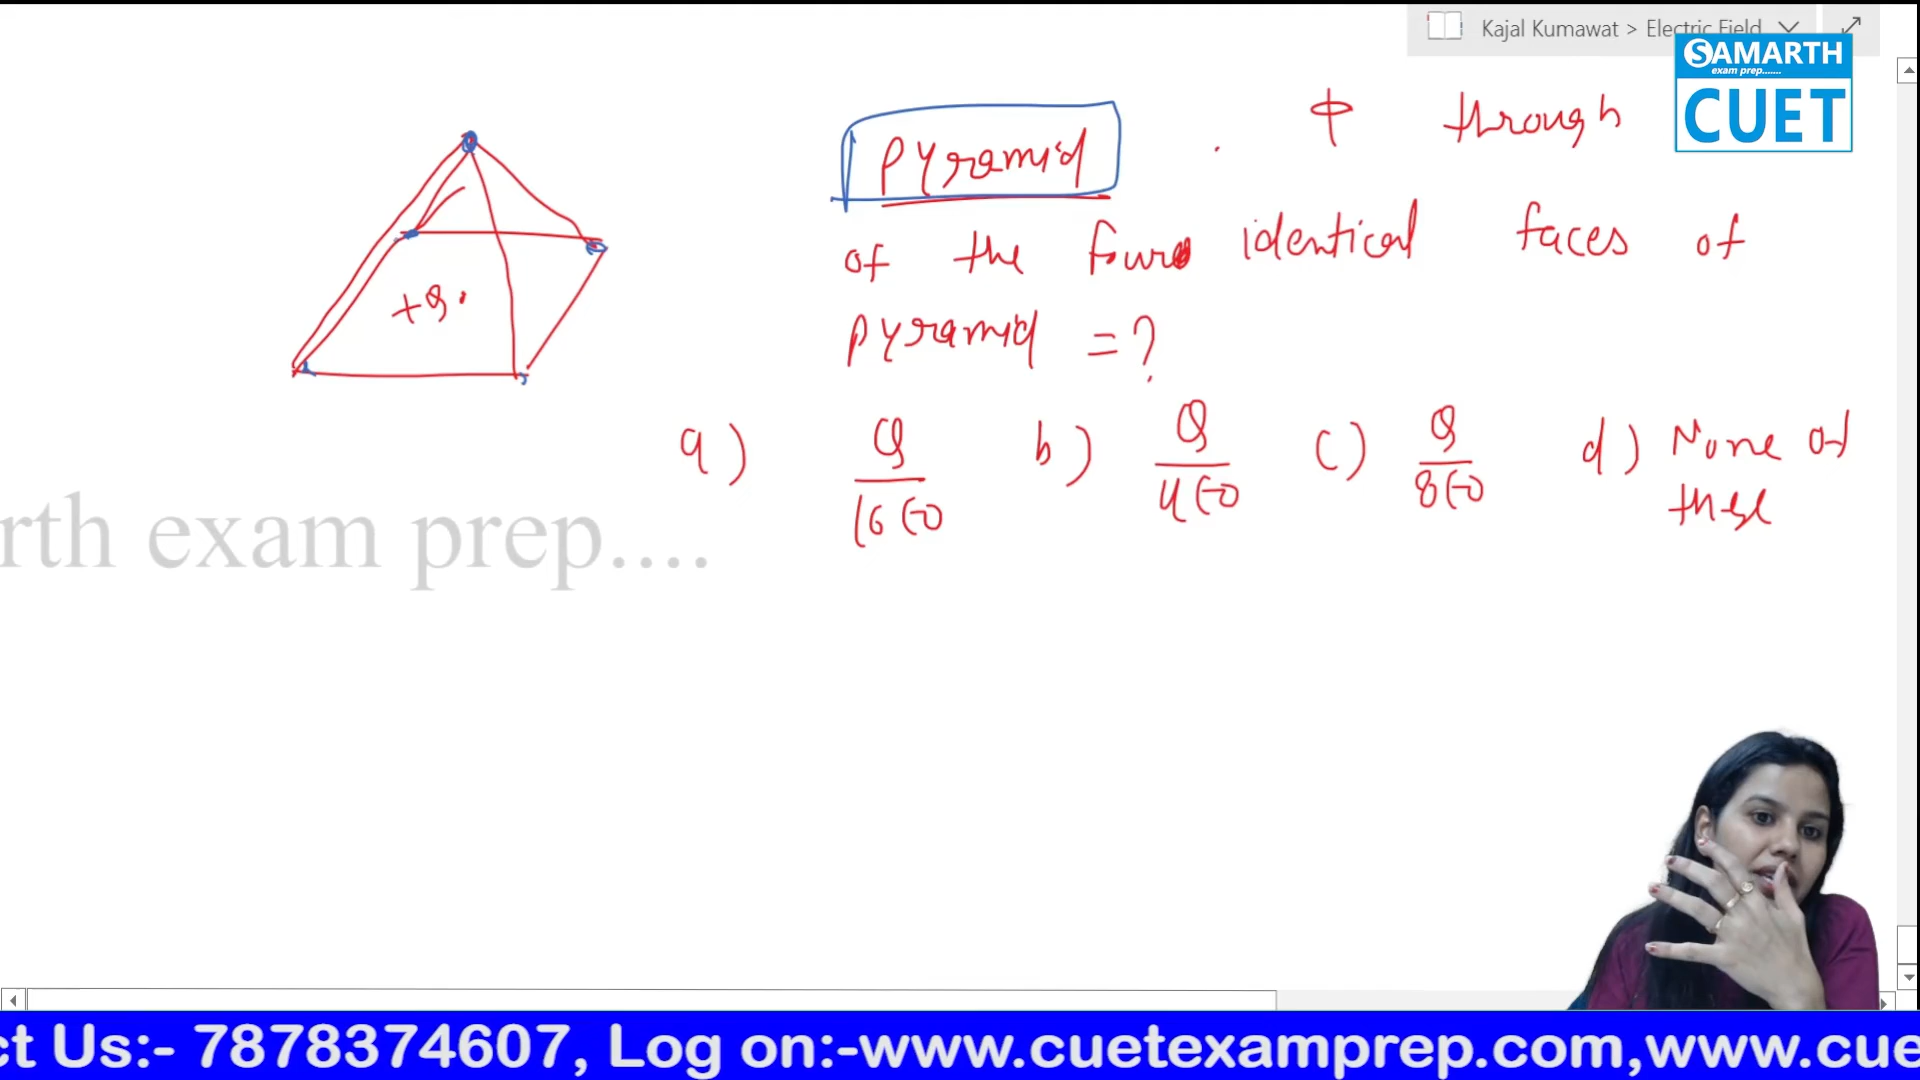 Kajal Kumawat > Electric Field
SAMARTH
exam prep.......
CUET
Pyramid . Φ through
of the four identical faces of
+Q.
Pyramid = ?
a) Q/16ϵ0 b) Q/4ϵ0 c) Q/8ϵ0 d) None of
these
rth exam prep....
ct Us:- 7878374607, Log on:-www.cuetexamprep.com,www.cue